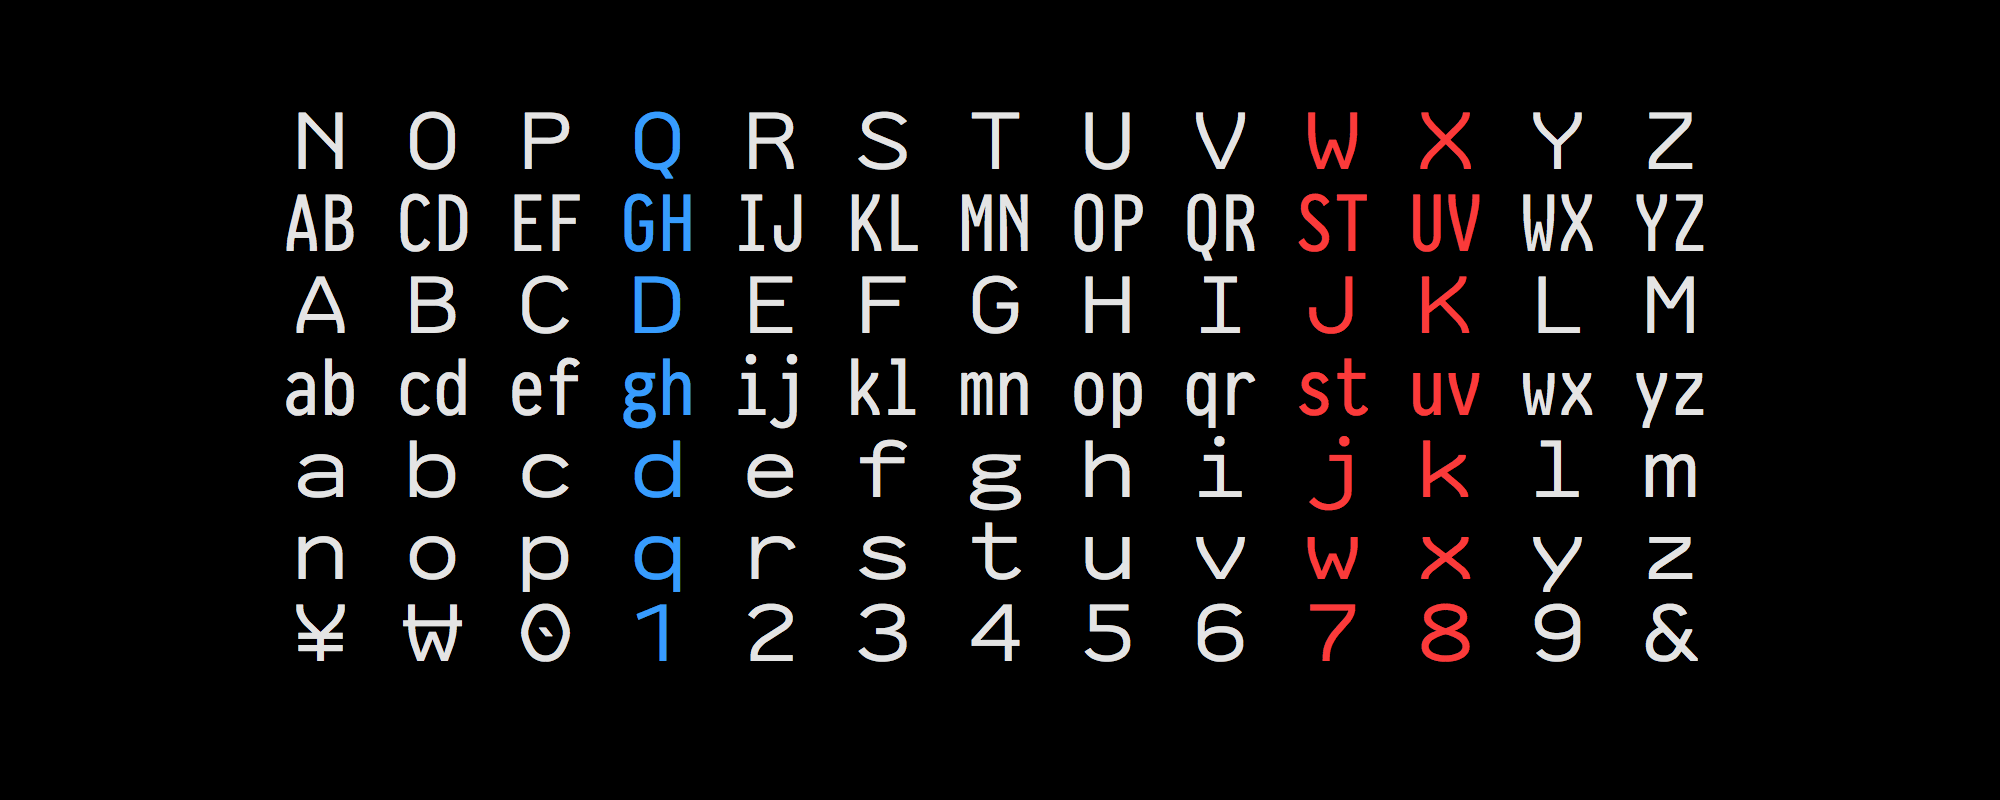 N O P Q R S T U V W X Y Z
AB CD EF GH IJ KL MN OP QR ST UV WX YZ
A B C D E F G H I J K L M
ab cd ef gh ij kl mn op qr st uv wx yz
a b c d e f g h i j k l m
n o p q r s t u v w x y z
¥ ₩ 0 1 2 3 4 5 6 7 8 9 &